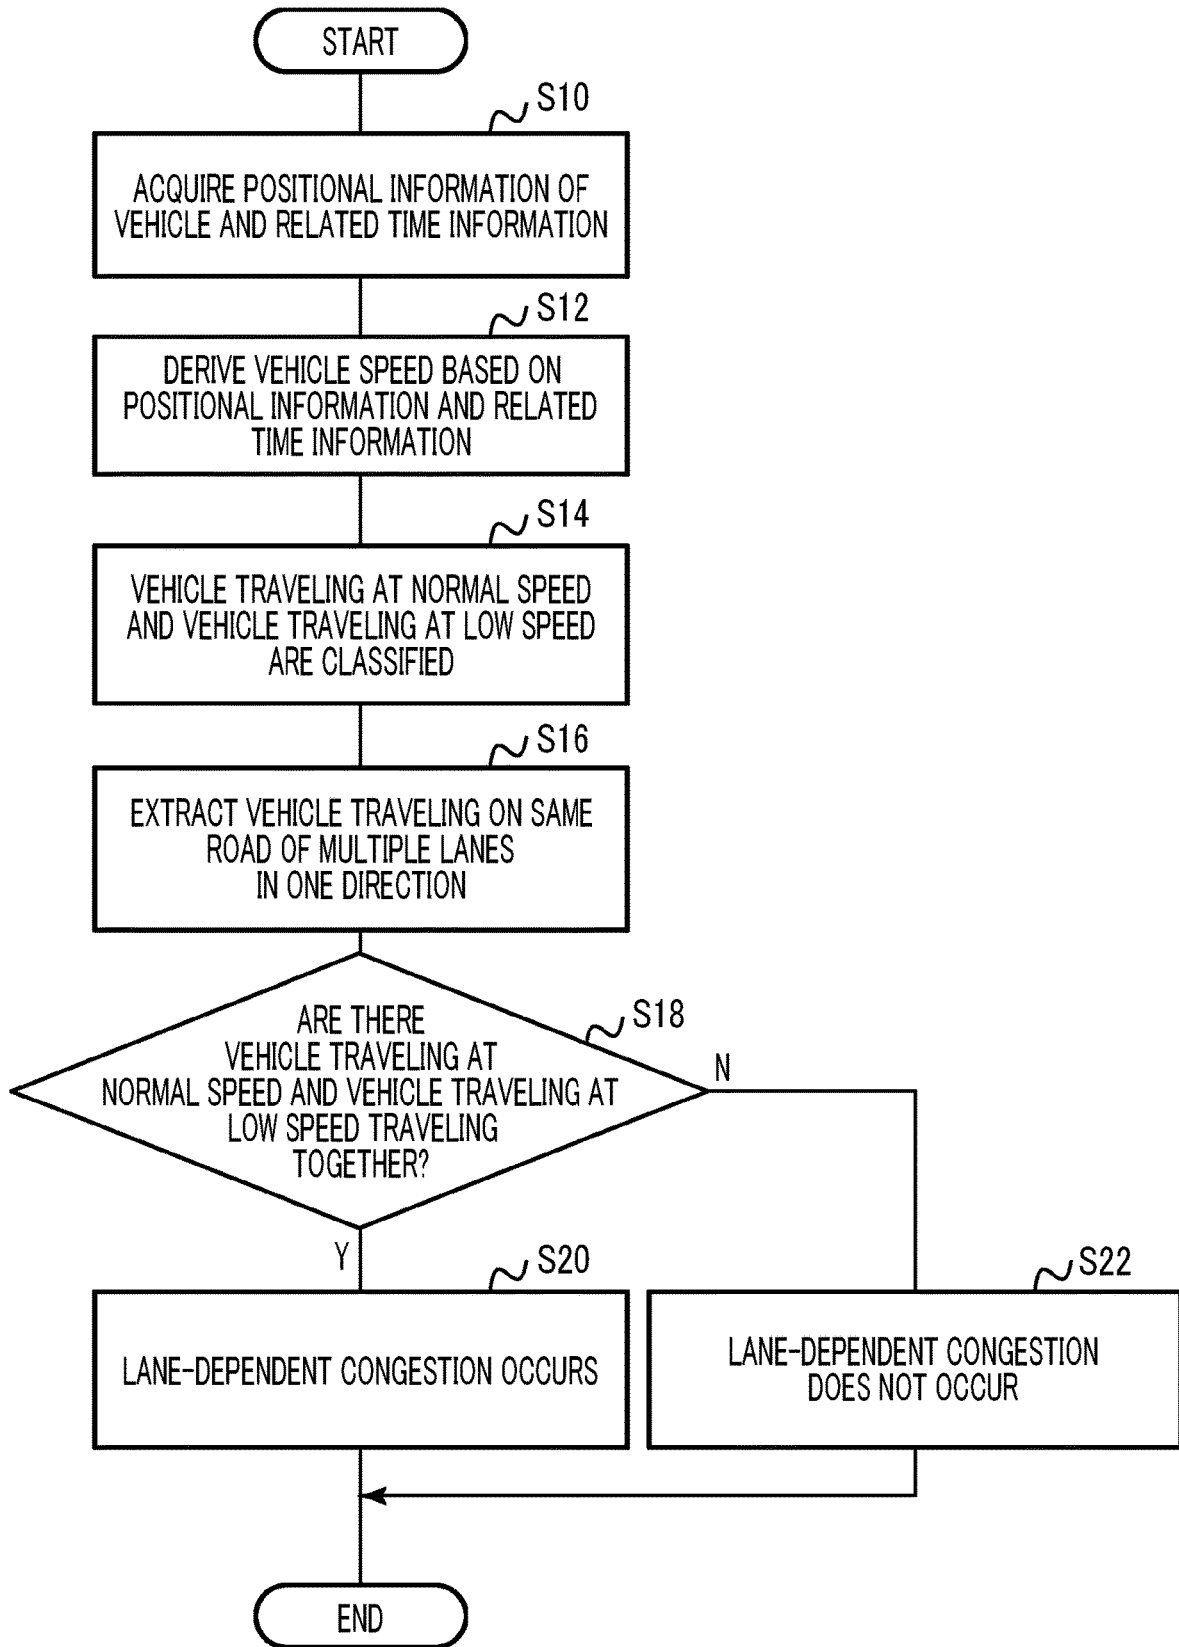 START
S10
ACQUIRE POSITIONAL INFORMATION OF
VEHICLE AND RELATED TIME INFORMATION
S12
DERIVE VEHICLE SPEED BASED ON
POSITIONAL INFORMATION AND RELATED
TIME INFORMATION
S14
VEHICLE TRAVELING AT NORMAL SPEED
AND VEHICLE TRAVELING AT LOW SPEED
ARE CLASSIFIED
S16
EXTRACT VEHICLE TRAVELING ON SAME
ROAD OF MULTIPLE LANES
IN ONE DIRECTION
S18
ARE THERE
VEHICLE TRAVELING AT
NORMAL SPEED AND VEHICLE TRAVELING AT
LOW SPEED TRAVELING
TOGETHER?
N
Y
S20
LANE-DEPENDENT CONGESTION OCCURS
S22
LANE-DEPENDENT CONGESTION
DOES NOT OCCUR
END